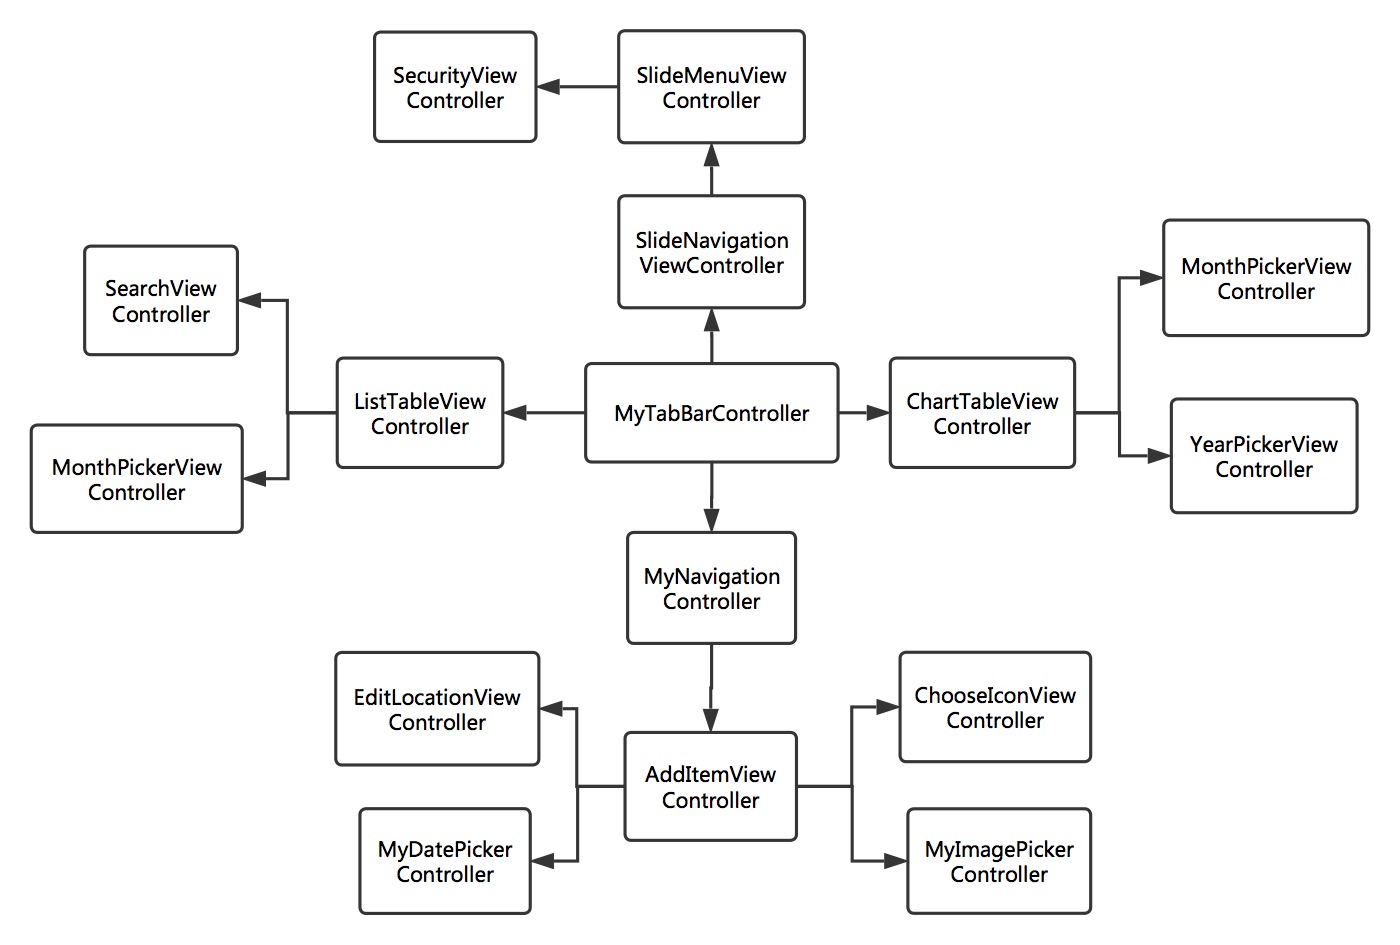 SecurityView
Controller
SlideMenuView
Controller
SlideNavigation
ViewController
SearchView
Controller
MonthPickerView
Controller
ListTableView
Controller
MyTabBarController
ChartTableView
Controller
MonthPickerView
Controller
YearPickerView
Controller
MyNavigation
Controller
EditLocationView
Controller
ChooseIconView
Controller
AddItemView
Controller
MyDatePicker
Controller
MyImagePicker
Controller